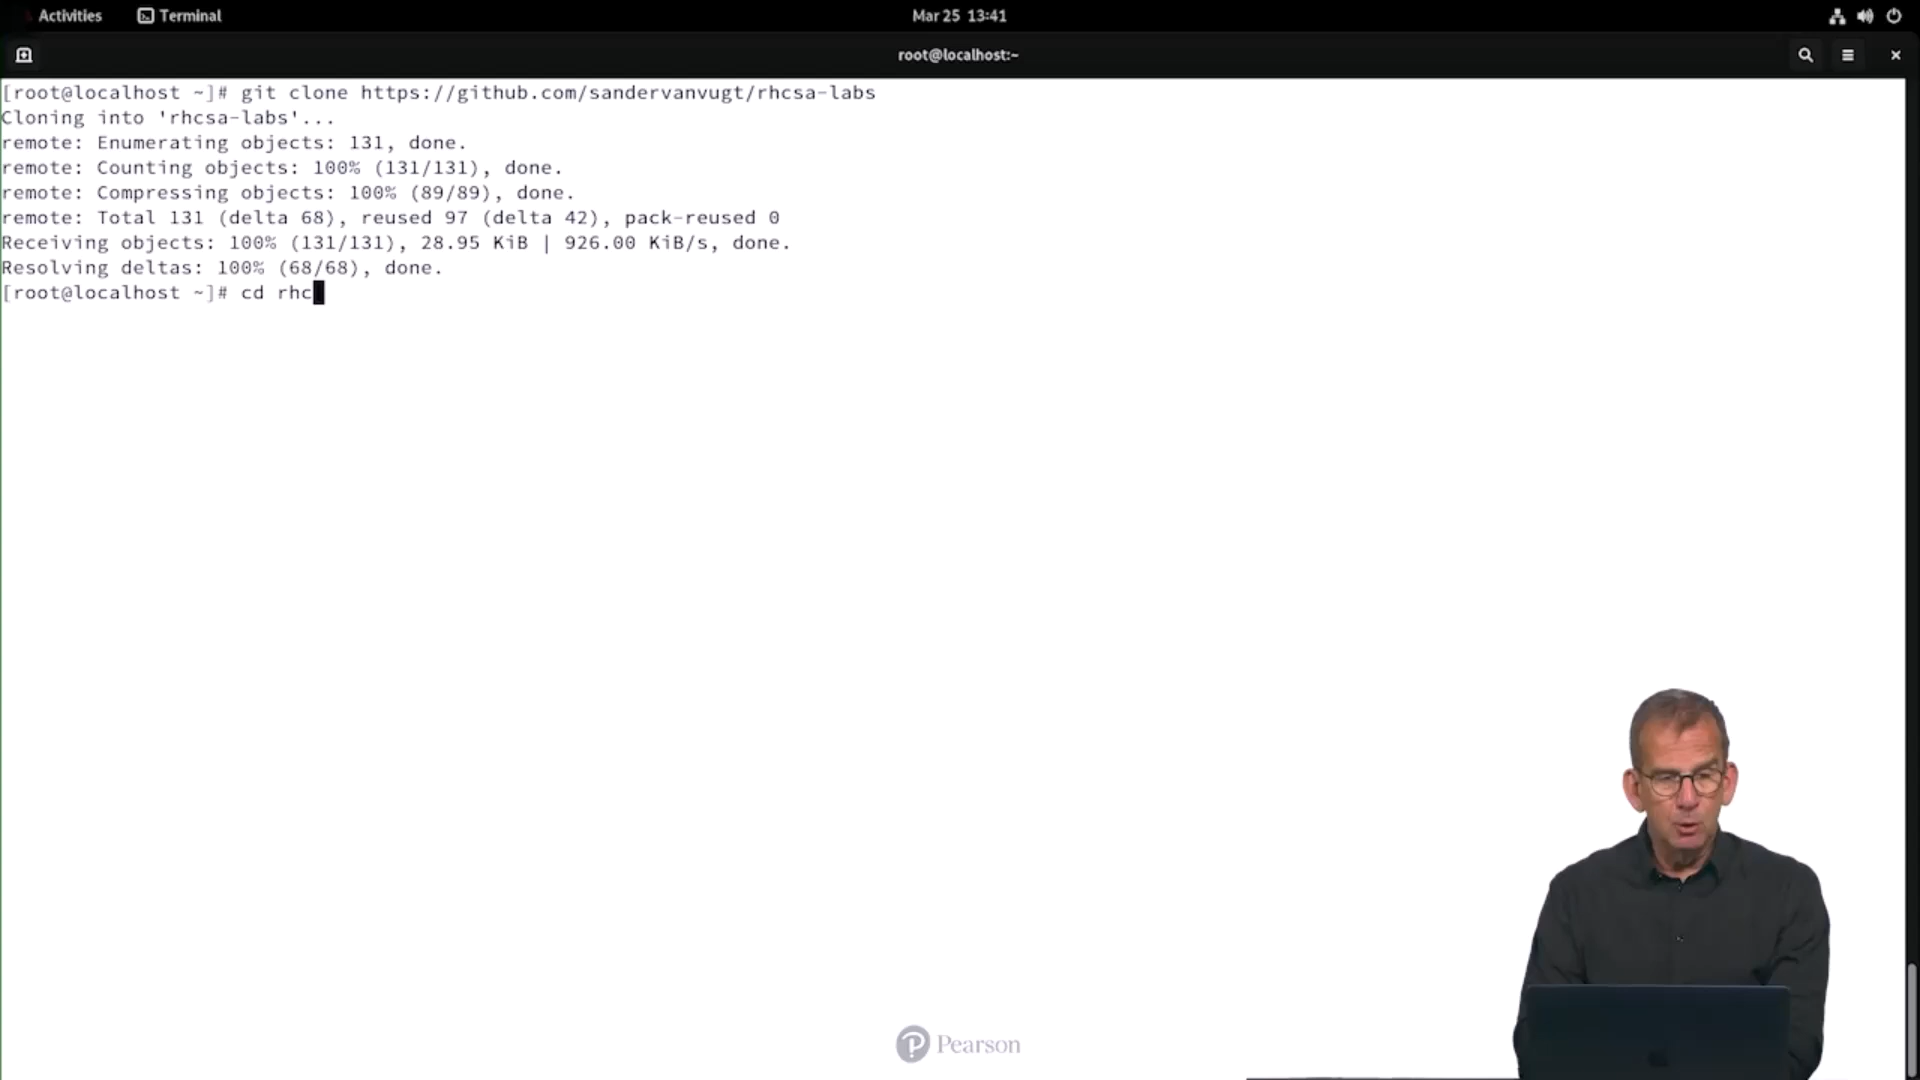 Activities
Terminal
Mar 25 13:41
root@localhost:~
[root@localhost ~]# git clone https://github.com/sandervanvugt/rhcsa-labs
Cloning into 'rhcsa-labs'...
remote: Enumerating objects: 131, done.
remote: Counting objects: 100% (131/131), done.
remote: Compressing objects: 100% (89/89), done.
remote: Total 131 (delta 68), reused 97 (delta 42), pack-reused 0
Receiving objects: 100% (131/131), 28.95 KiB | 926.00 KiB/s, done.
Resolving deltas: 100% (68/68), done.
[root@localhost ~]# cd rhc
Pearson